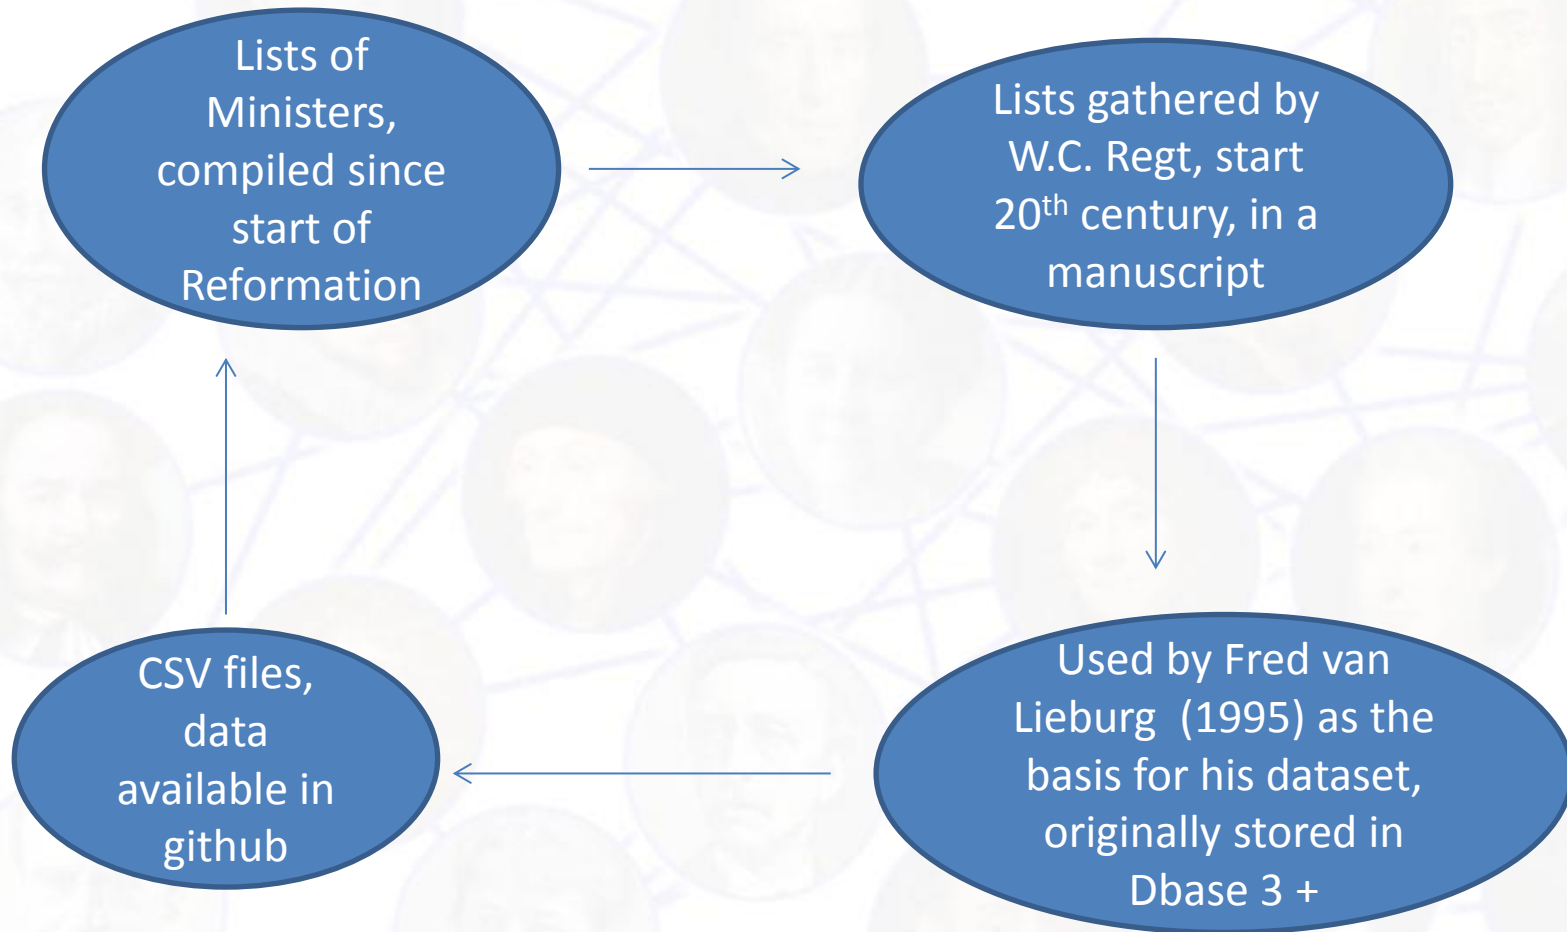 Lists of
Ministers,
compiled since
start of
Reformation
Lists gathered by
W.C. Regt, start
20th century, in a
manuscript
Used by Fred van
Lieburg  (1995) as the
basis for his dataset,
originally stored in
Dbase 3 +
CSV files,
data
available in
github